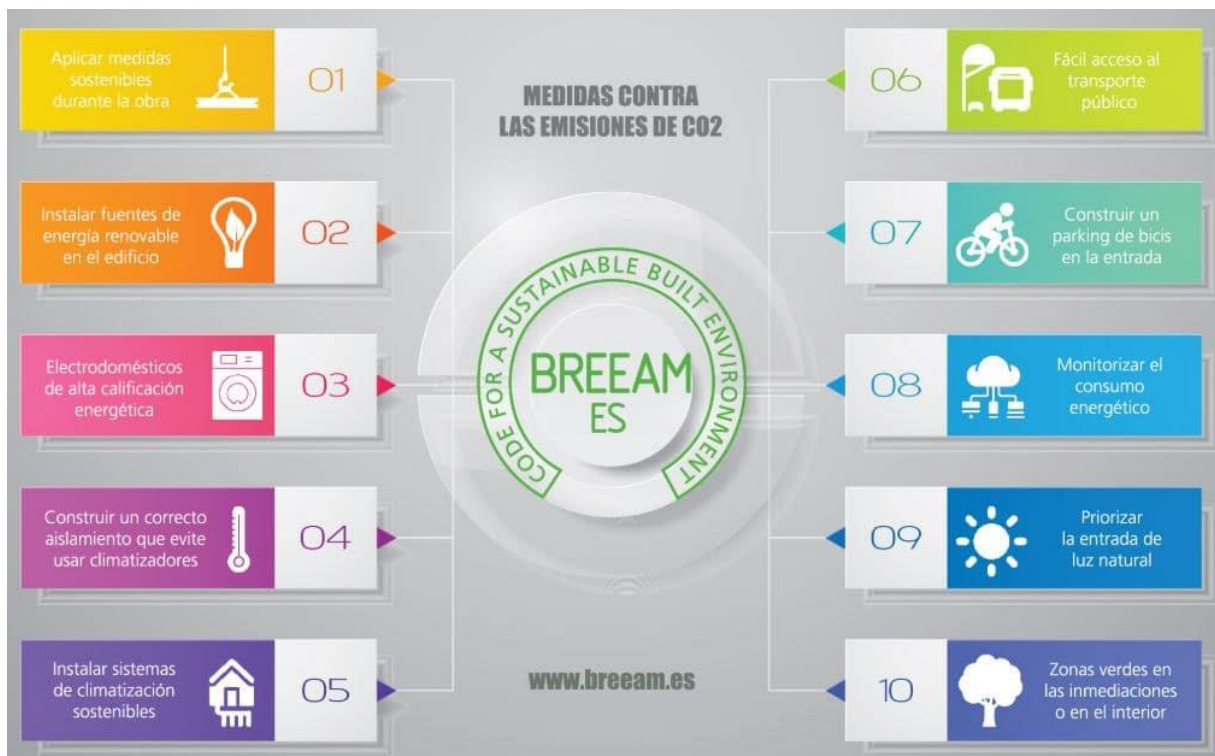 MEDIDAS CONTRA
LAS EMISIONES DE CO2
Aplicar medidas
sostenibles
durante la obra
01
Instalar fuentes de
energía renovable
en el edificio
02
Electrodomésticos
de alta calificación
energética
03
Construir un correcto
aislamiento que evite
usar climatizadores
04
Instalar sistemas
de climatización
sostenibles
05
CODE FOR A SUSTAINABLE BUILT ENVIRONMENT
BREEAM
ES
www.breeam.es
06
Fácil acceso al
transporte
público
07
Construir un
parking de bicis
en la entrada
08
Monitorizar el
consumo
energético
09
Priorizar
la entrada de
luz natural
10
Zonas verdes en
las inmediaciones
o en el interior